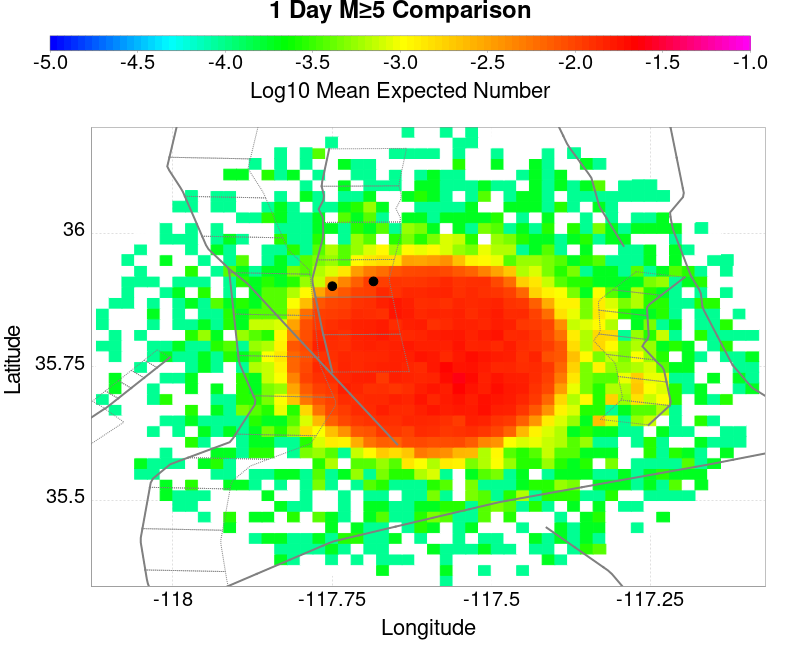 1 Day M≥5 Comparison
-5.0 -4.5 -4.0 -3.5 -3.0 -2.5 -2.0 -1.5 -1.0
Log10 Mean Expected Number
36
35.75
35.5
Latitude
-118 -117.75 -117.5 -117.25
Longitude